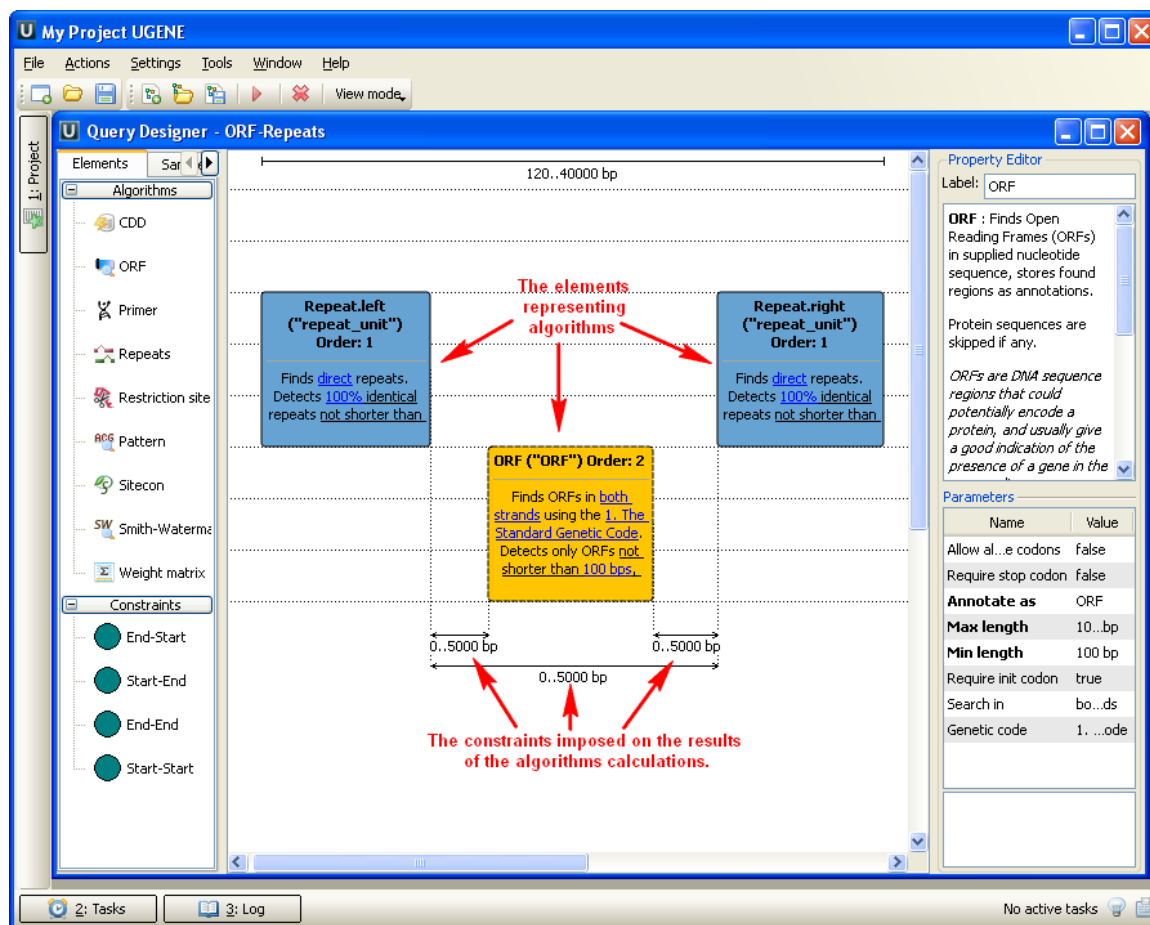 My Project UGENE
File Actions Settings Tools Window Help
View mode
1: Project
Query Designer - ORF-Repeats
Elements
Algorithms
CDD
ORF
Primer
Repeats
Restriction site
Pattern
Sitecon
Smith-Waterma
Weight matrix
Constraints
End-Start
Start-End
End-End
Start-Start
120..40000 bp
The elements
representing
algorithms
Repeat.left
("repeat_unit")
Order: 1
Finds direct repeats.
Detects 100% identical
repeats not shorter than
Repeat.right
("repeat_unit")
Order: 1
Finds direct repeats.
Detects 100% identical
repeats not shorter than
ORF ("ORF") Order: 2
Finds ORFs in both
strands using the 1. The
Standard Genetic Code.
Detects only ORFs not
shorter than 100 bps,
0..5000 bp
0..5000 bp
0..5000 bp
The constraints imposed on the results
of the algorithms calculations.
Property Editor
Label: ORF
ORF : Finds Open
Reading Frames (ORFs)
in supplied nucleotide
sequence, stores found
regions as annotations.
Protein sequences are
skipped if any.
ORFs are DNA sequence
regions that could
potentially encode a
protein, and usually give
a good indication of the
presence of a gene in the
Parameters
Name Value
Allow al...e codons false
Require stop codon false
Annotate as ORF
Max length 10...bp
Min length 100 bp
Require init codon true
Search in bo...ds
Genetic code 1. ...ode
2: Tasks
3: Log
No active tasks